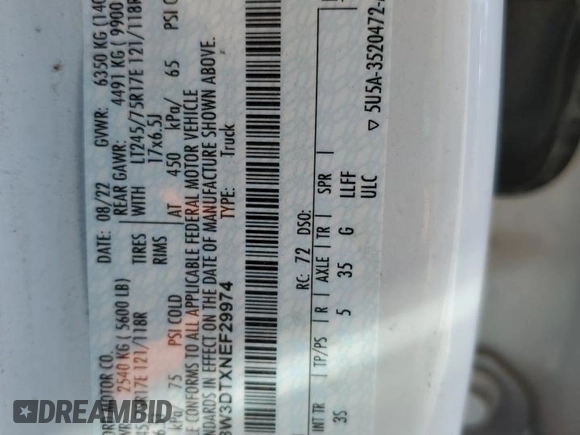 MOTOR CO.
DATE: 08/22 GVWR: 6350 KG (
2540 KG ( 5600 LB) REAR GAWR: 4491 KG ( 9900
R17E 121/118R TIRES WITH LT245/75R17E 121/118R
RIMS 17x6.5J
kPa/ 75 PSI COLD AT 450 kPa/ 65 PSI
CONFORMS TO ALL APPLICABLE FEDERAL MOTOR VEHICLE
IN EFFECT ON THE DATE OF MANUFACTURE SHOWN ABOVE.
W3DTXNEF29974 TYPE: Truck
RC: 72 DSO:
INT TR TP/PS R AXLE TR SPR
3S 5 35 G LLFF
ULC
▽ 5U5A-3520472-
DREAMBID